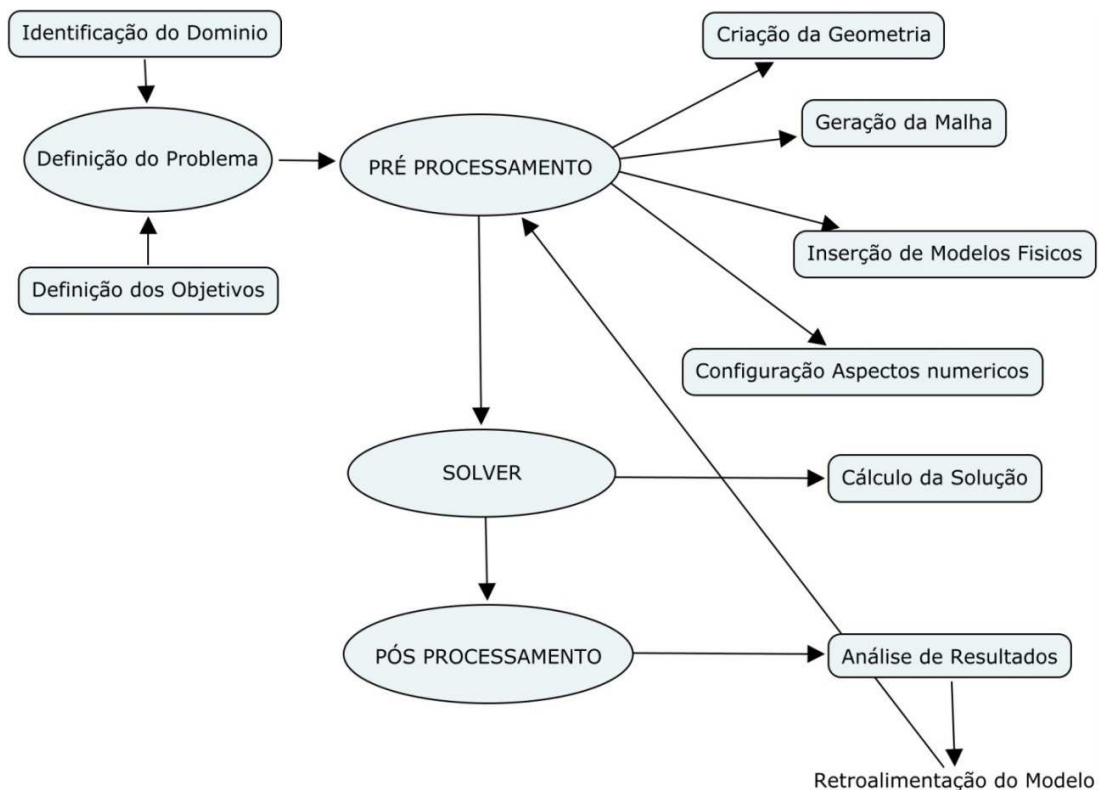 Identificação do Dominio
Criação da Geometria
Geração da Malha
Definição do Problema
PRÉ PROCESSAMENTO
Inserção de Modelos Fisicos
Definição dos Objetivos
Configuração Aspectos numericos
SOLVER
Cálculo da Solução
PÓS PROCESSAMENTO
Análise de Resultados
Retroalimentação do Modelo